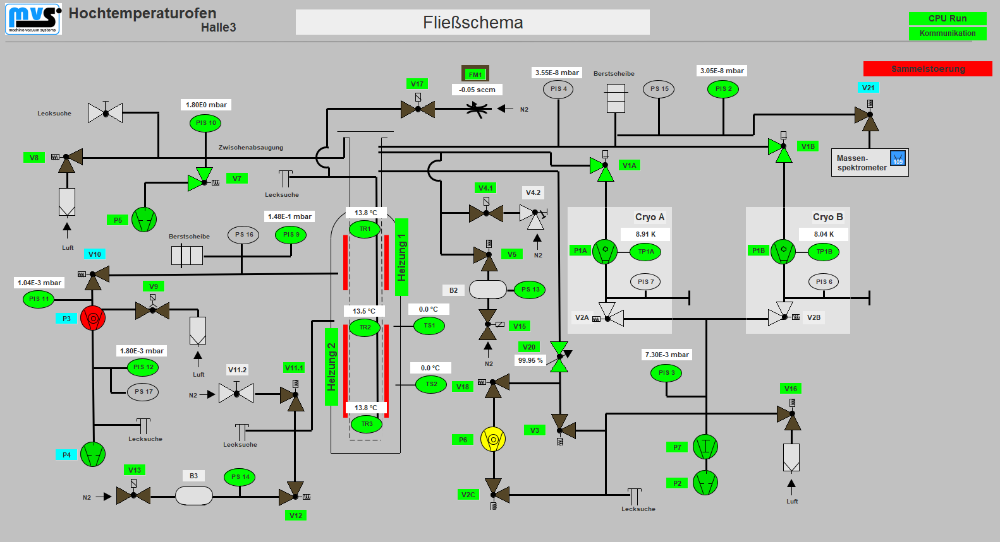 mvs
machine vacuum systems
Hochtemperaturofen
Halle3
Fließschema
CPU Run
Kommunikation
Sammelstoerung
FM1
-0.05 sccm
N2
V17
3.55E-8 mbar
PIS 4
Berstscheibe
PS 15
3.05E-8 mbar
PIS 2
V21
Lecksuche
1.80E0 mbar
PIS 10
Zwischenabsaugung
V8
V7
Lecksuche
V1A
V1B
Massen-
spektrometer
109
V4.1
V4.2
N2
P5
Luft
Berstscheibe
PS 16
1.48E-1 mbar
PIS 9
13.8 °C
TR1
Heizung 1
Cryo A
8.91 K
P1A
TP1A
PIS 7
V2A
Cryo B
8.04 K
P1B
TP1B
PIS 6
V2B
V10
V5
1.04E-3 mbar
PIS 11
V9
B2
PS 13
P3
13.5 °C
TR2
0.0 °C
TS1
V15
N2
Luft
1.80E-3 mbar
PIS 12
PS 17
V11.2
N2
V11.1
Heizung 2
0.0 °C
TS2
V20
99.95 %
7.30E-3 mbar
PIS 3
V18
V16
13.8 °C
TR3
Lecksuche
Lecksuche
P6
V3
P4
P7
V13
B3
PS 14
P2
N2
V2C
Lecksuche
Luft
V12